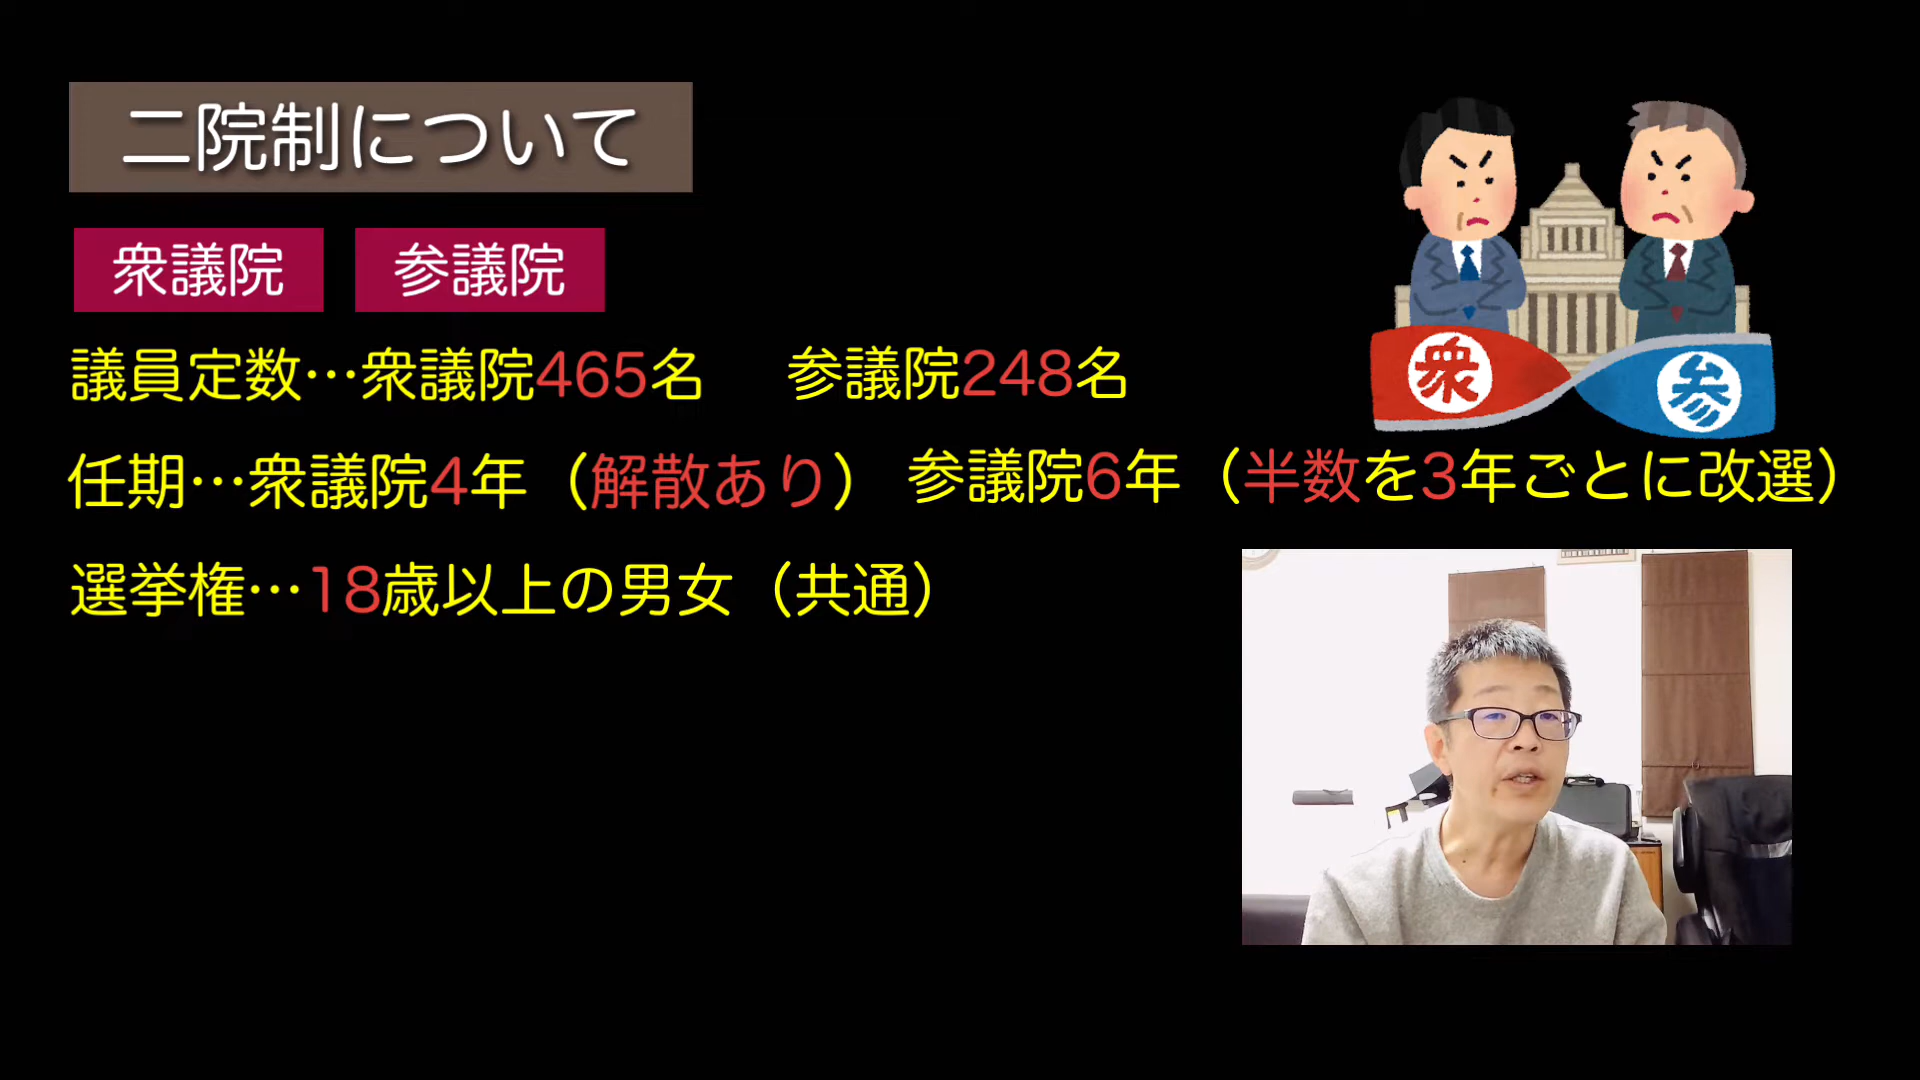 二院制について
衆議院 参議院
議員定数…衆議院465名 参議院248名
任期…衆議院4年（解散あり） 参議院6年（半数を3年ごとに改選）
選挙権…18歳以上の男女（共通）
衆 参